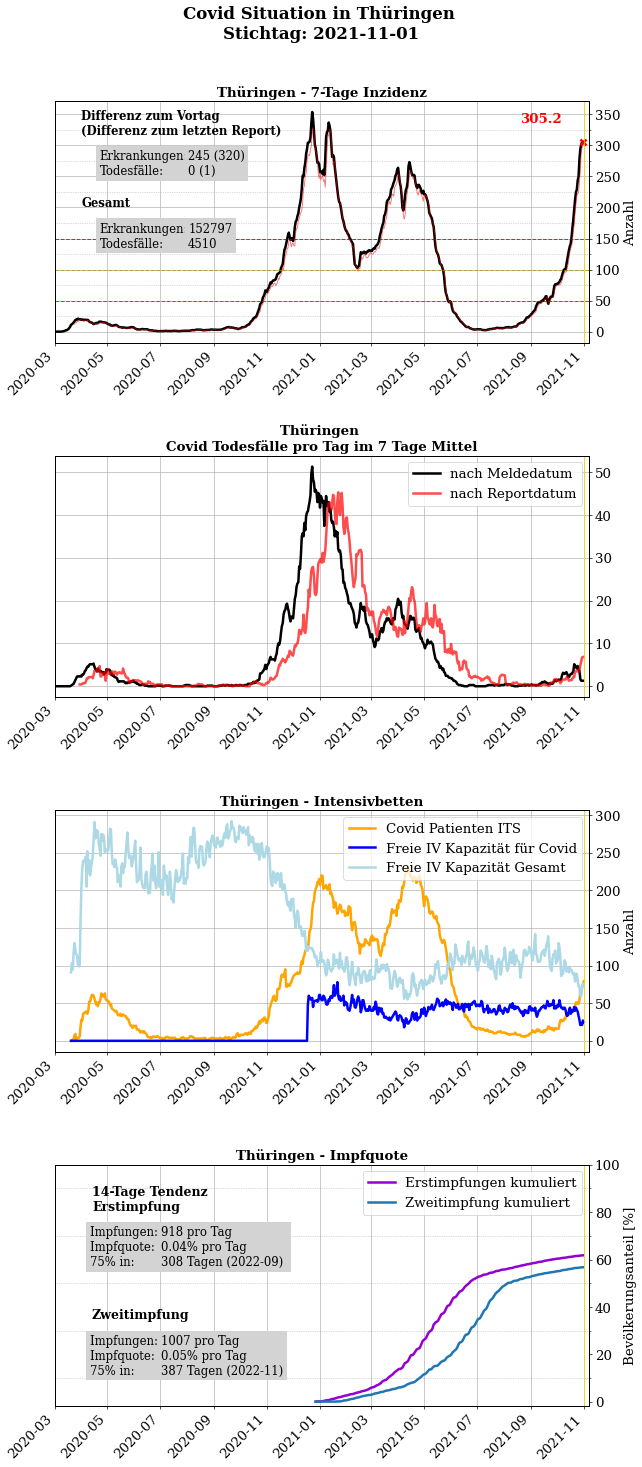 Covid Situation in Thüringen
Stichtag: 2021-11-01
Thüringen - 7-Tage Inzidenz
Differenz zum Vortag
(Differenz zum letzten Report)
Erkrankungen 245 (320)
Todesfälle: 0 (1)
Gesamt
Erkrankungen 152797
Todesfälle: 4510
305.2
350
300
250
200
150
100
50
0
Anzahl
2020-03
2020-05
2020-07
2020-09
2020-11
2021-01
2021-03
2021-05
2021-07
2021-09
2021-11
Thüringen
Covid Todesfälle pro Tag im 7 Tage Mittel
nach Meldedatum
nach Reportdatum
50
40
30
20
10
0
2020-03
2020-05
2020-07
2020-09
2020-11
2021-01
2021-03
2021-05
2021-07
2021-09
2021-11
Thüringen - Intensivbetten
Covid Patienten ITS
Freie IV Kapazität für Covid
Freie IV Kapazität Gesamt
300
250
200
150
100
50
0
Anzahl
2020-03
2020-05
2020-07
2020-09
2020-11
2021-01
2021-03
2021-05
2021-07
2021-09
2021-11
Thüringen - Impfquote
14-Tage Tendenz
Erstimpfung
Impfungen: 918 pro Tag
Impfquote: 0.04% pro Tag
75% in: 308 Tagen (2022-09)
Zweitimpfung
Impfungen: 1007 pro Tag
Impfquote: 0.05% pro Tag
75% in: 387 Tagen (2022-11)
Erstimpfungen kumuliert
Zweitimpfung kumuliert
100
80
60
40
20
0
Bevölkerungsanteil [%]
2020-03
2020-05
2020-07
2020-09
2020-11
2021-01
2021-03
2021-05
2021-07
2021-09
2021-11